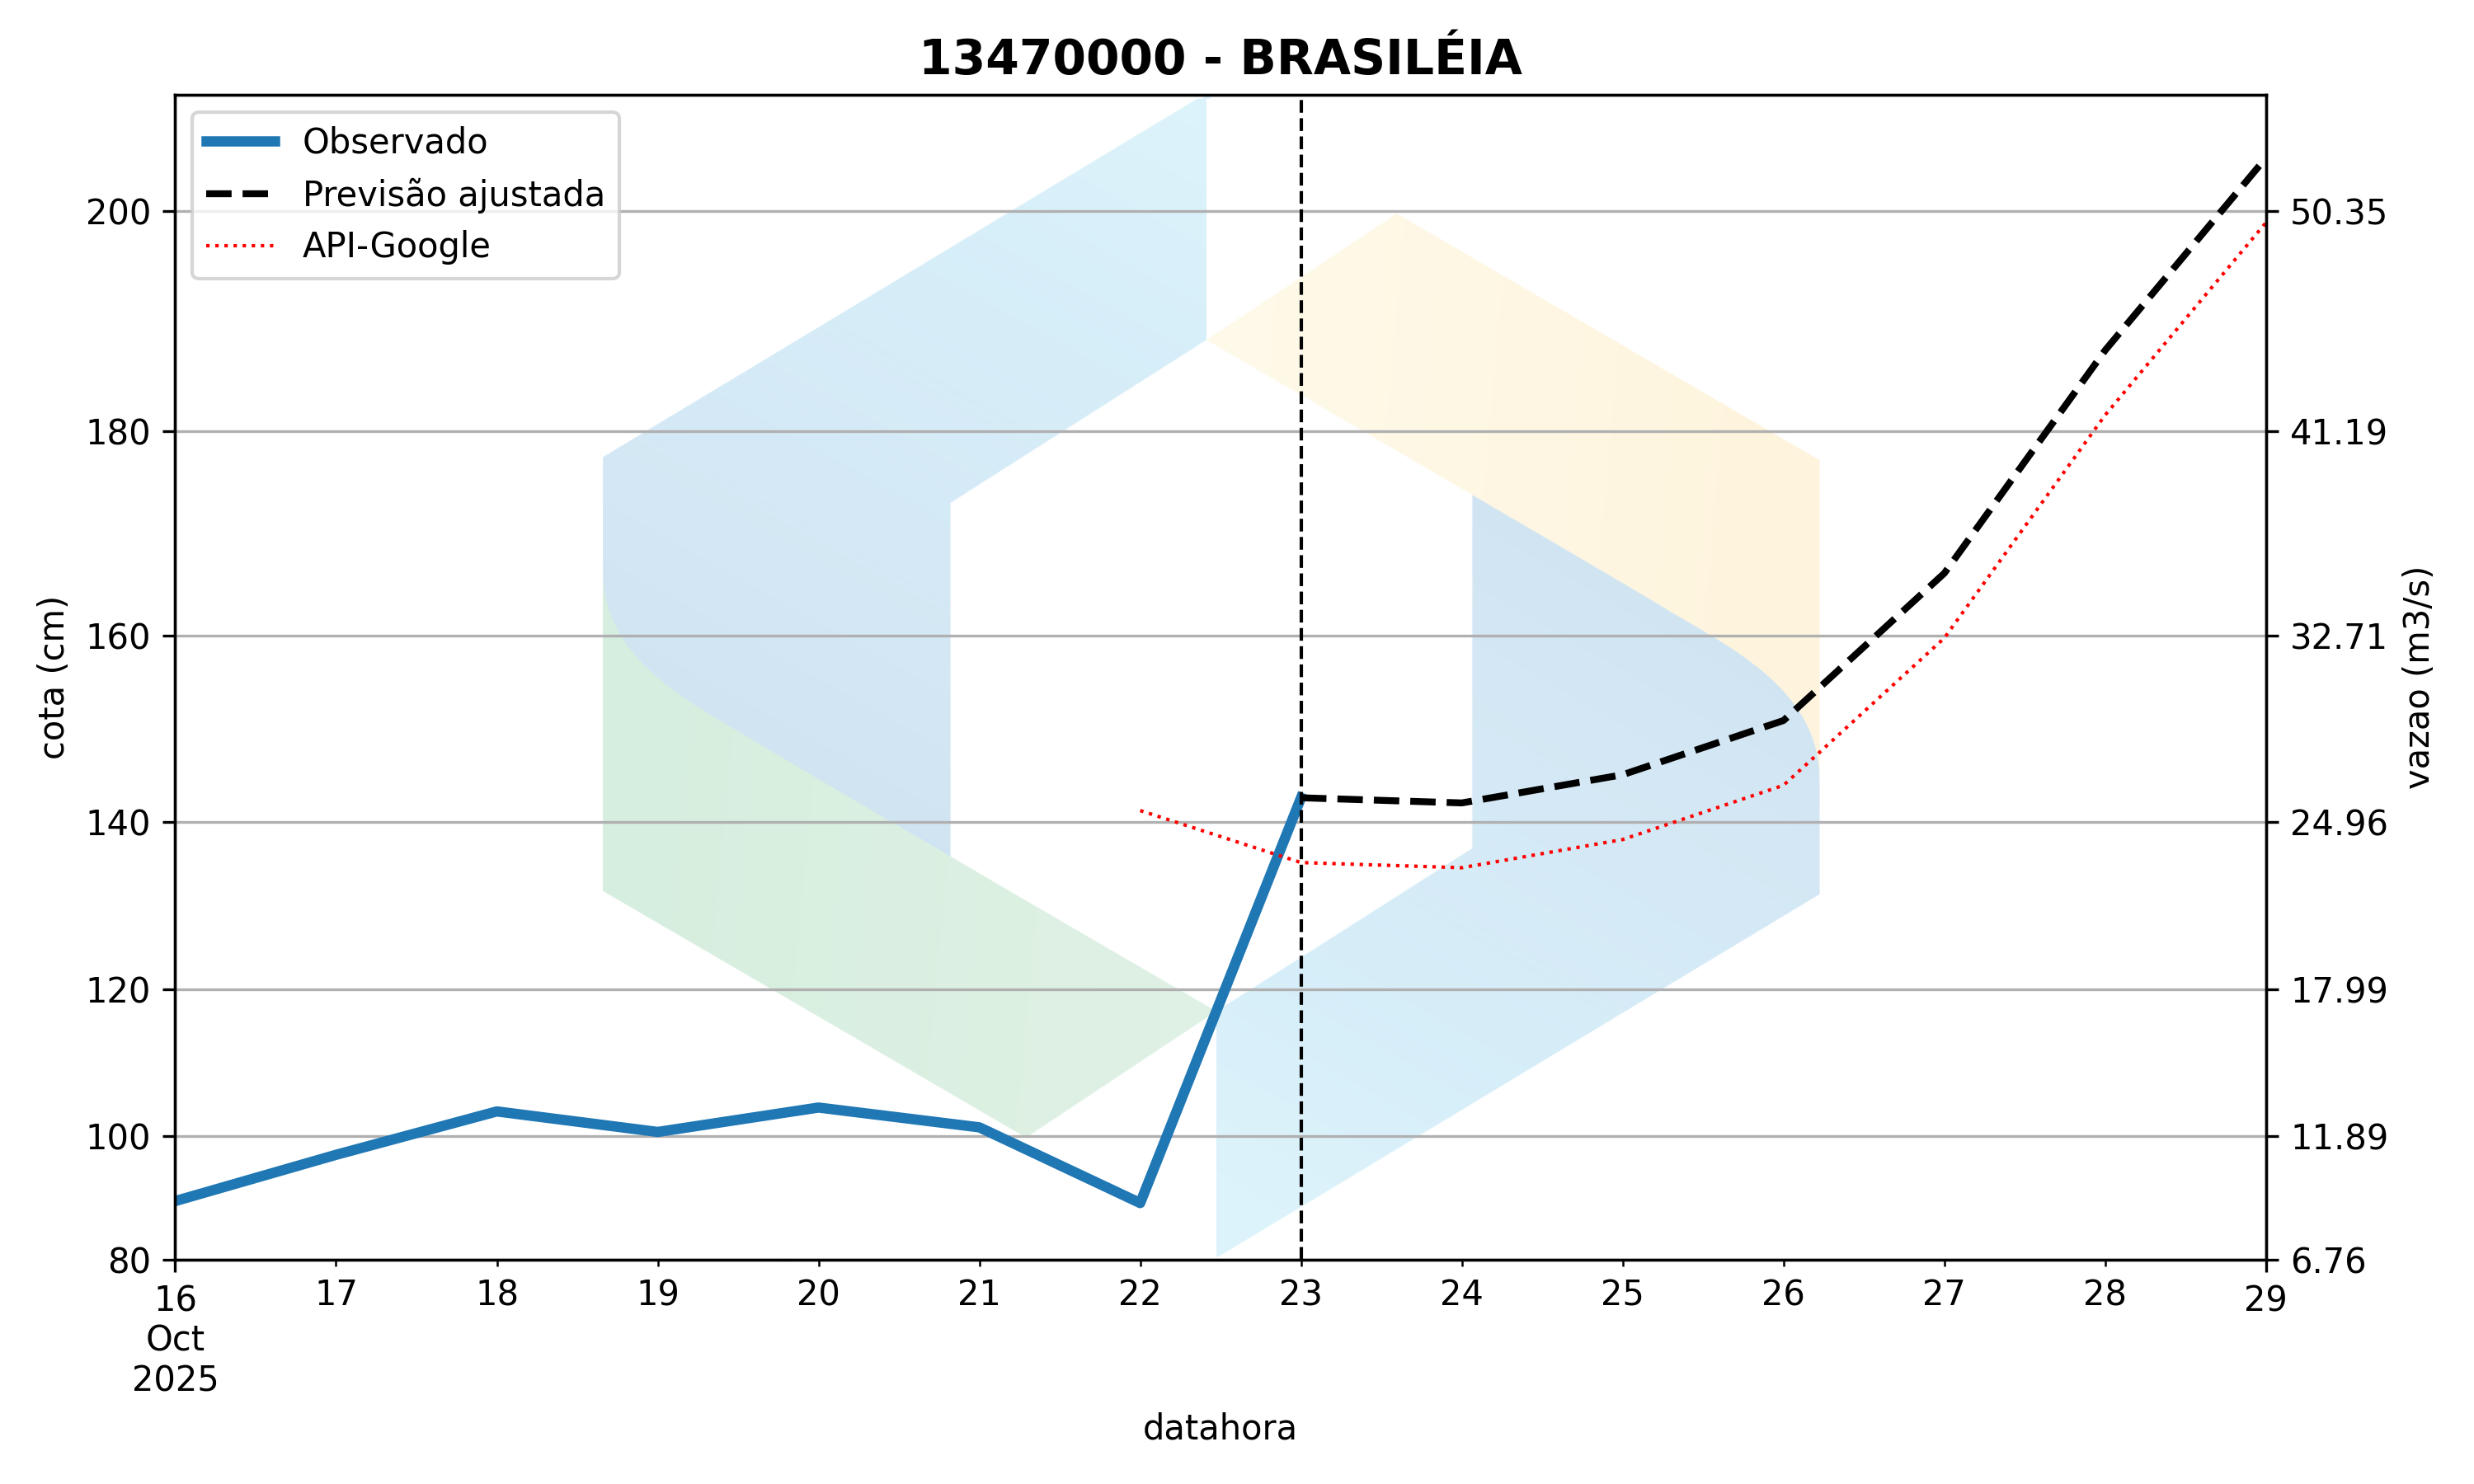 13470000 - BRASILÉIA
Observado
Previsão ajustada
API-Google
200
180
160
140
120
100
80
cota (cm)
50.35
41.19
32.71
24.96
17.99
11.89
6.76
vazao (m3/s)
16 17 18 19 20 21 22 23 24 25 26 27 28 29
Oct
2025
datahora